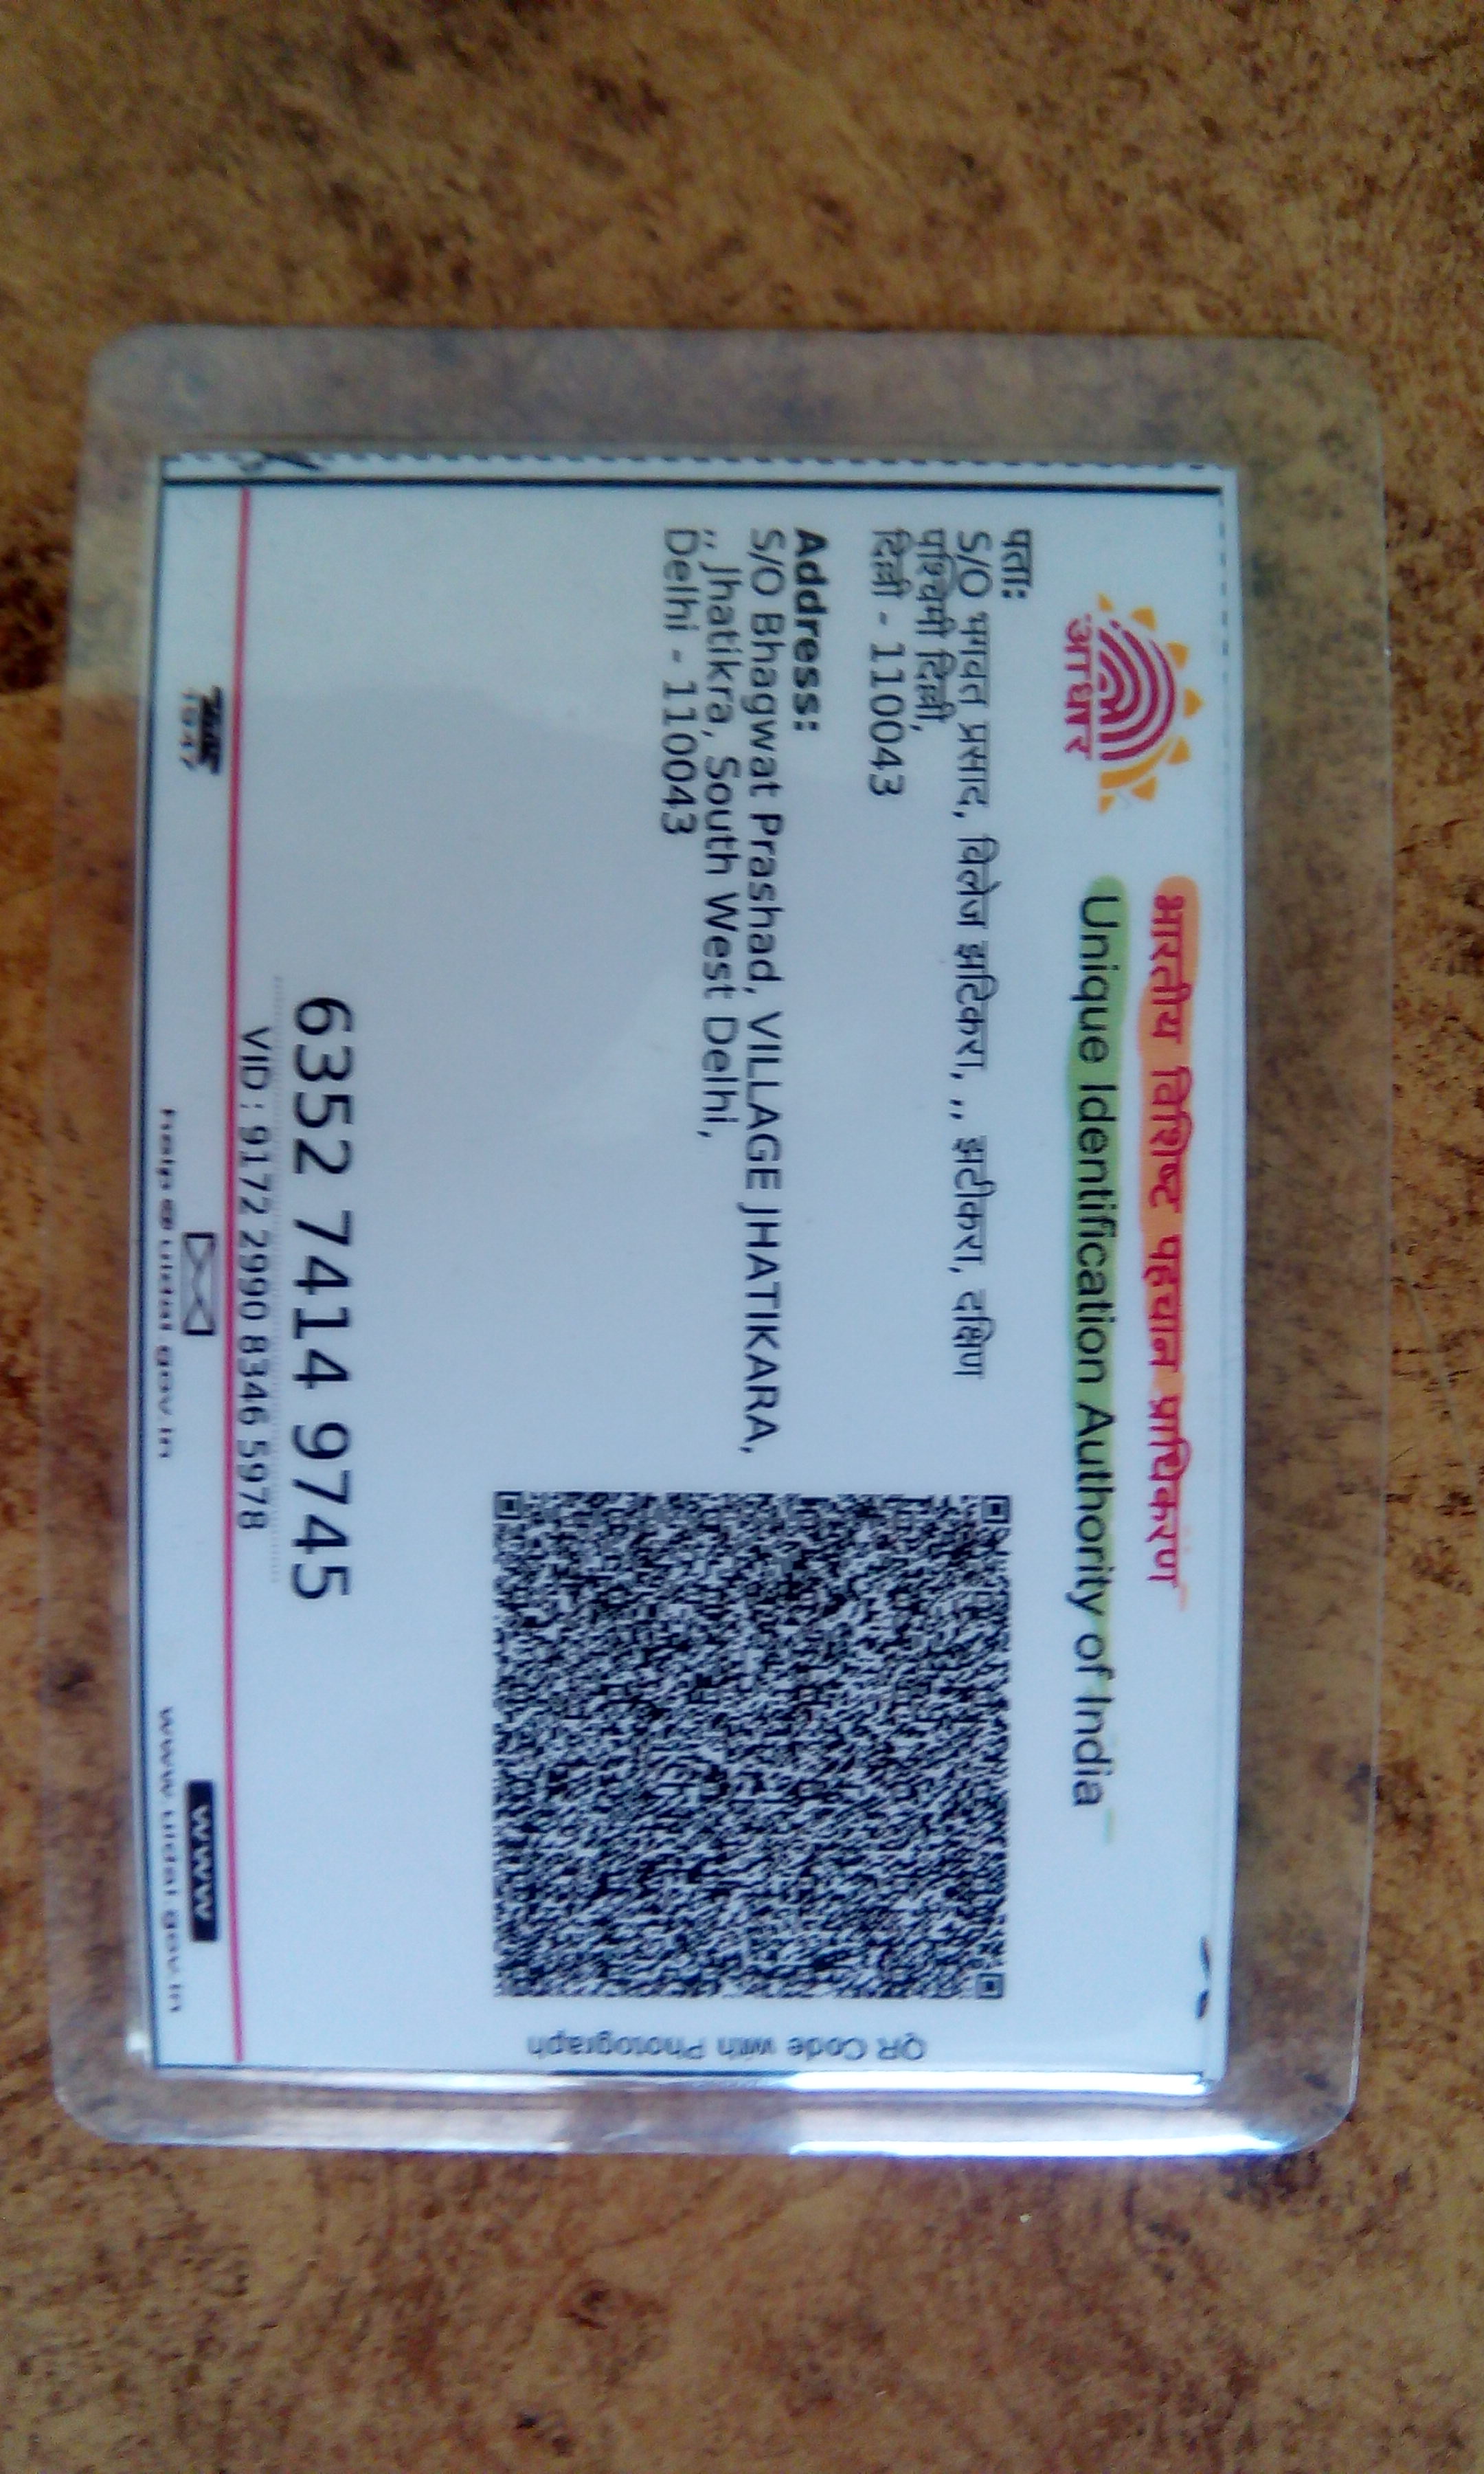 आधार
भारतीय विशिष्ट पहचान प्राधिकरण
Unique Identification Authority of India
पता:
S/O भगवत प्रसाद, विलेज झटिकरा, ,, झटीकरा, दक्षिण
पश्चिमी दिल्ली,
दिल्ली - 110043
Address:
S/O Bhagwat Prashad, VILLAGE JHATIKARA,
,, Jhatikra, South West Delhi,
Delhi - 110043
QR Code with Photograph
6352 7414 9745
VID : 9172 2990 8346 5978
1947
help@uidai.gov.in
WWW
www.uidai.gov.in